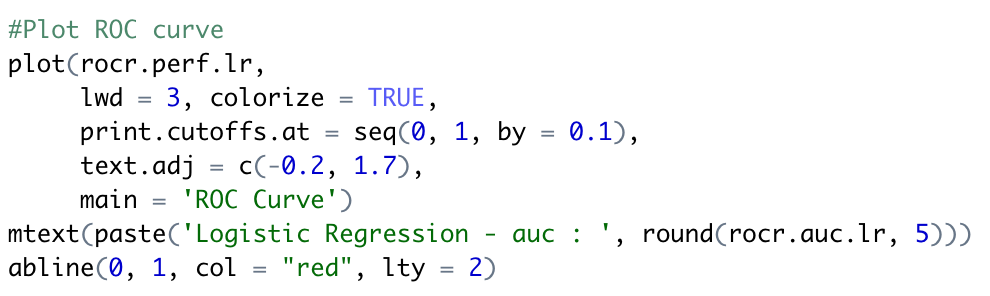 #Plot ROC curve
plot(rocr.perf.lr,
     lwd = 3, colorize = TRUE,
     print.cutoffs.at = seq(0, 1, by = 0.1),
     text.adj = c(-0.2, 1.7),
     main = 'ROC Curve')
mtext(paste('Logistic Regression - auc : ', round(rocr.auc.lr, 5)))
abline(0, 1, col = "red", lty = 2)